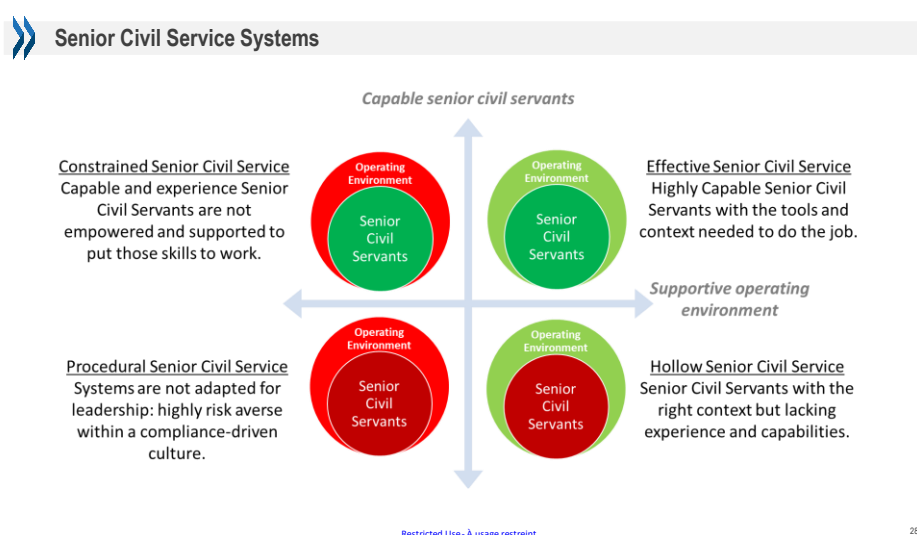 Senior Civil Service Systems
Capable senior civil servants
Constrained Senior Civil Service
Capable and experience Senior
Civil Servants are not
empowered and supported to
put those skills to work.
Operating
Environment
Senior
Civil
Servants
Operating
Environment
Senior
Civil
Servants
Effective Senior Civil Service
Highly Capable Senior Civil
Servants with the tools and
context needed to do the job.
Supportive operating
environment
Procedural Senior Civil Service
Systems are not adapted for
leadership: highly risk averse
within a compliance-driven
culture.
Operating
Environment
Senior
Civil
Servants
Operating
Environment
Senior
Civil
Servants
Hollow Senior Civil Service
Senior Civil Servants with the
right context but lacking
experience and capabilities.
Restricted Use - À usage restreint
28